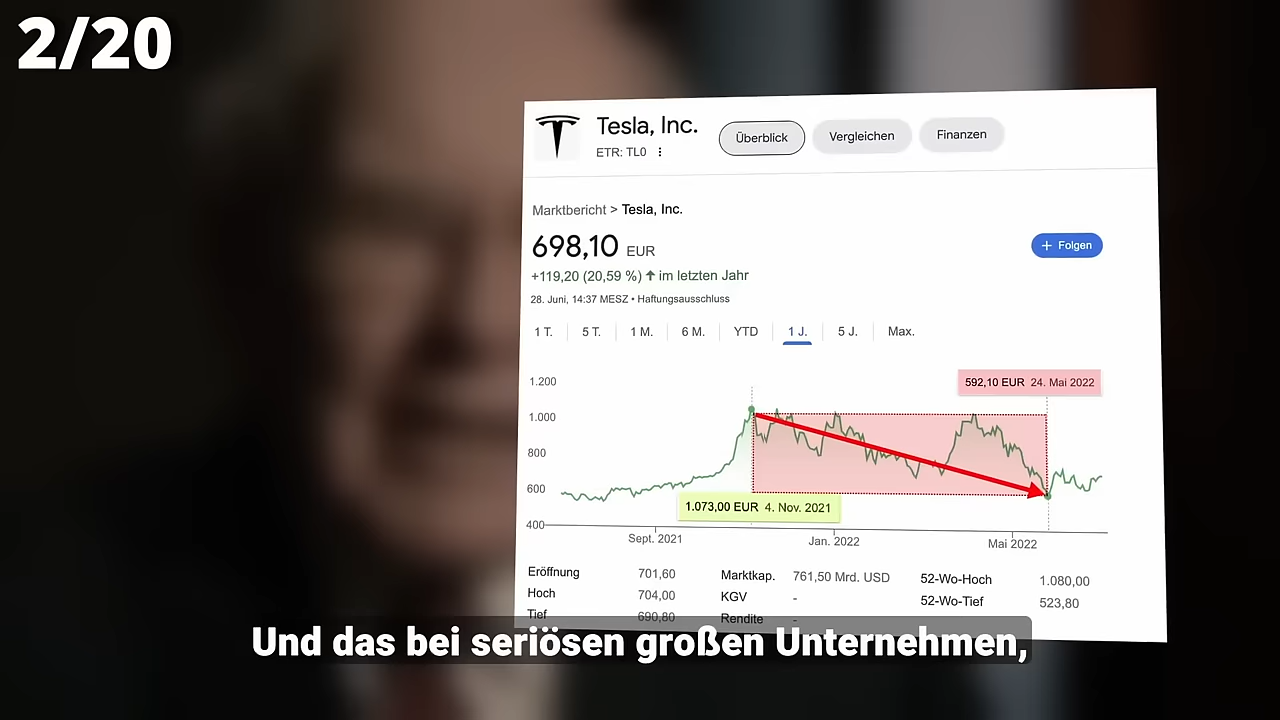 2/20
Tesla, Inc.
ETR: TL0
Überblick
Vergleichen
Finanzen
Marktbericht > Tesla, Inc.
698,10 EUR
+ Folgen
+119,20 (20,59 %) ↑ im letzten Jahr
28. Juni, 14:37 MESZ • Haftungsausschluss
1 T. 5 T. 1 M. 6 M. YTD 1 J. 5 J. Max.
592,10 EUR 24. Mai 2022
1.200
1.000
800
600
400
1.073,00 EUR 4. Nov. 2021
Sept. 2021 Jan. 2022 Mai 2022
Eröffnung 701,60 Marktkap. 761,50 Mrd. USD 52-Wo-Hoch 1.080,00
Hoch 704,00 KGV - 52-Wo-Tief 523,80
Tief 690,80 Rendite -
Und das bei seriösen großen Unternehmen,